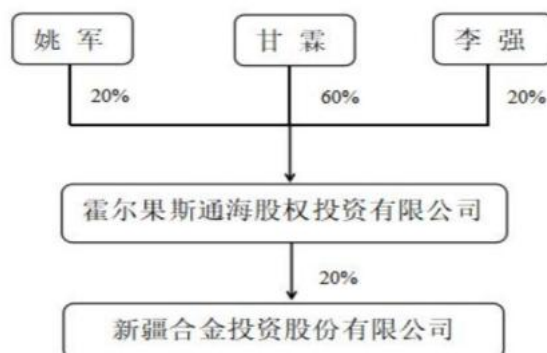 姚 军 甘 霖 李 强
20% 60% 20%
霍尔果斯通海股权投资有限公司
20%
新疆合金投资股份有限公司